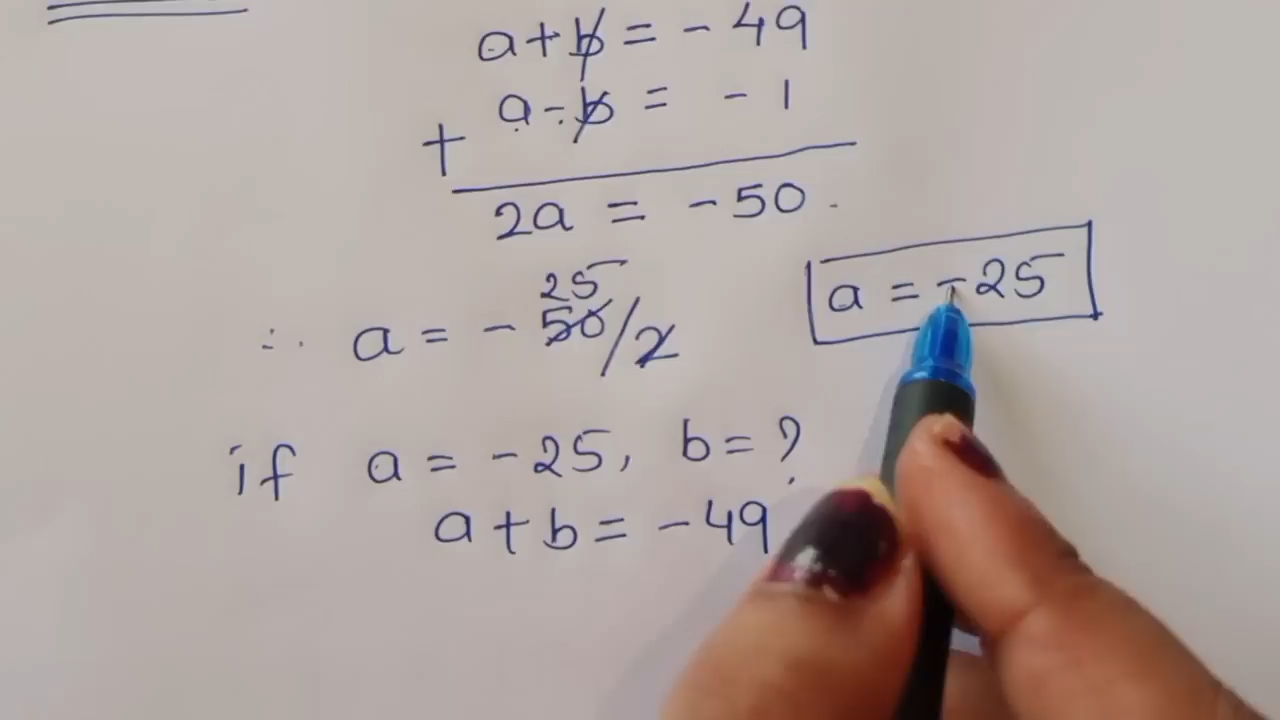 a + b = - 49
+ a - b = - 1
2a = - 50
∴ a = - 50/2 25
a = - 25
if a = - 25, b = ?
a + b = - 49